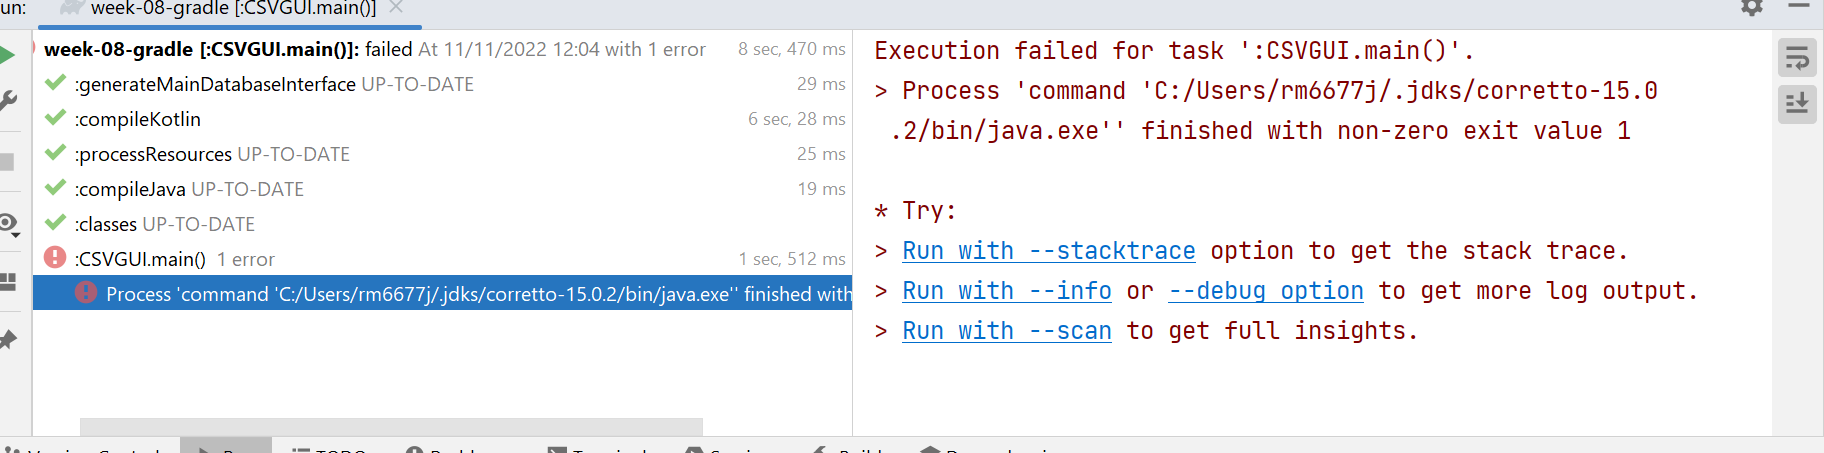 un: week-08-gradle [:CSVGUI.main()]
week-08-gradle [:CSVGUI.main()]: failed At 11/11/2022 12:04 with 1 error 8 sec, 470 ms
:generateMainDatabaseInterface UP-TO-DATE 29 ms
:compileKotlin 6 sec, 28 ms
:processResources UP-TO-DATE 25 ms
:compileJava UP-TO-DATE 19 ms
:classes UP-TO-DATE
:CSVGUI.main() 1 error 1 sec, 512 ms
Process 'command 'C:/Users/rm6677j/.jdks/corretto-15.0.2/bin/java.exe'' finished with
Execution failed for task ':CSVGUI.main()'.
> Process 'command 'C:/Users/rm6677j/.jdks/corretto-15.0
.2/bin/java.exe'' finished with non-zero exit value 1
* Try:
> Run with --stacktrace option to get the stack trace.
> Run with --info or --debug option to get more log output.
> Run with --scan to get full insights.
TODO